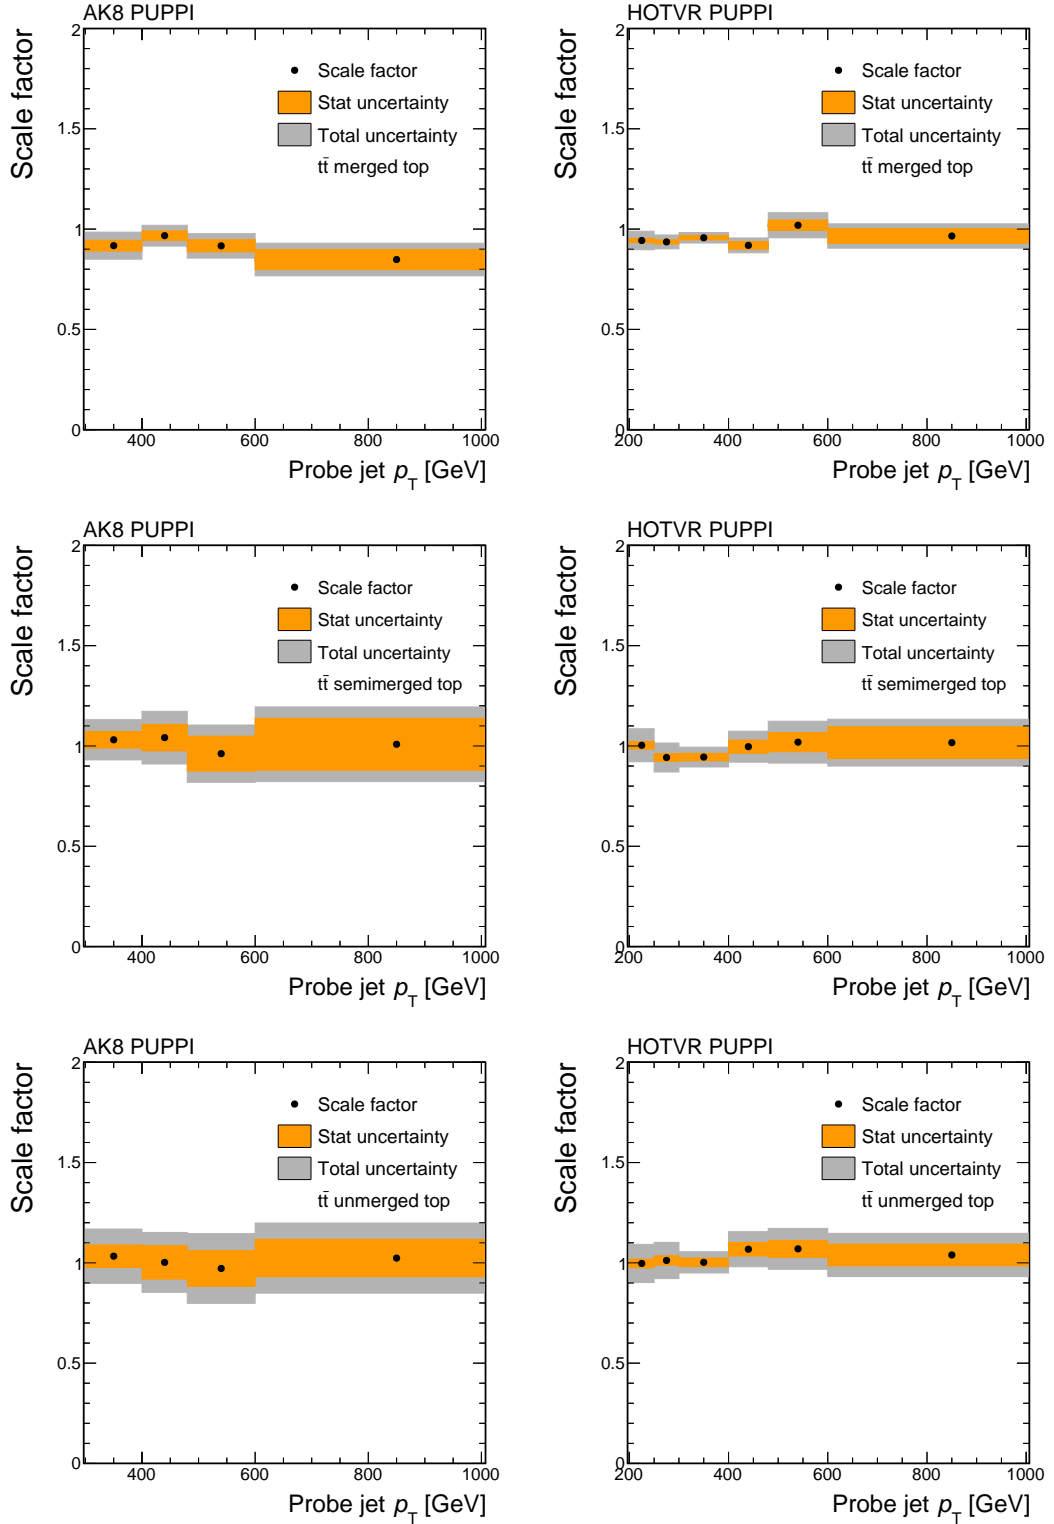 AK8 PUPPI
Scale factor
2
1.5
1
0.5
0
Scale factor
Stat uncertainty
Total uncertainty
tt̄ merged top
400 600 800 1000
Probe jet pT [GeV]
HOTVR PUPPI
Scale factor
2
1.5
1
0.5
0
Scale factor
Stat uncertainty
Total uncertainty
tt̄ merged top
200 400 600 800 1000
Probe jet pT [GeV]
AK8 PUPPI
Scale factor
2
1.5
1
0.5
0
Scale factor
Stat uncertainty
Total uncertainty
tt̄ semimerged top
400 600 800 1000
Probe jet pT [GeV]
HOTVR PUPPI
Scale factor
2
1.5
1
0.5
0
Scale factor
Stat uncertainty
Total uncertainty
tt̄ semimerged top
200 400 600 800 1000
Probe jet pT [GeV]
AK8 PUPPI
Scale factor
2
1.5
1
0.5
0
Scale factor
Stat uncertainty
Total uncertainty
tt̄ unmerged top
400 600 800 1000
Probe jet pT [GeV]
HOTVR PUPPI
Scale factor
2
1.5
1
0.5
0
Scale factor
Stat uncertainty
Total uncertainty
tt̄ unmerged top
200 400 600 800 1000
Probe jet pT [GeV]